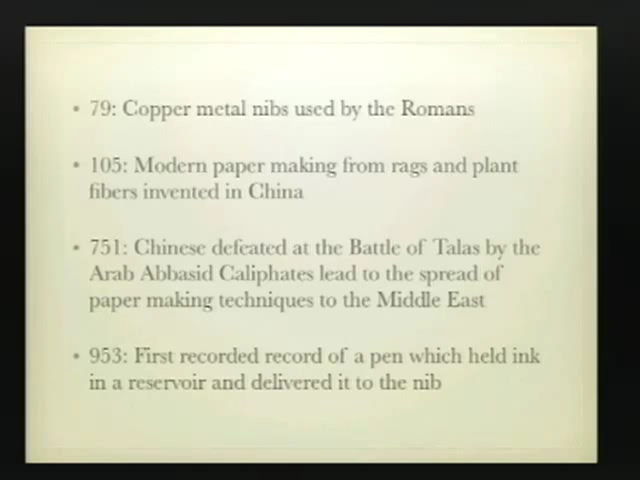 • 79: Copper metal nibs used by the Romans
• 105: Modern paper making from rags and plant
fibers invented in China
• 751: Chinese defeated at the Battle of Talas by the
Arab Abbasid Caliphates lead to the spread of
paper making techniques to the Middle East
• 953: First recorded record of a pen which held ink
in a reservoir and delivered it to the nib